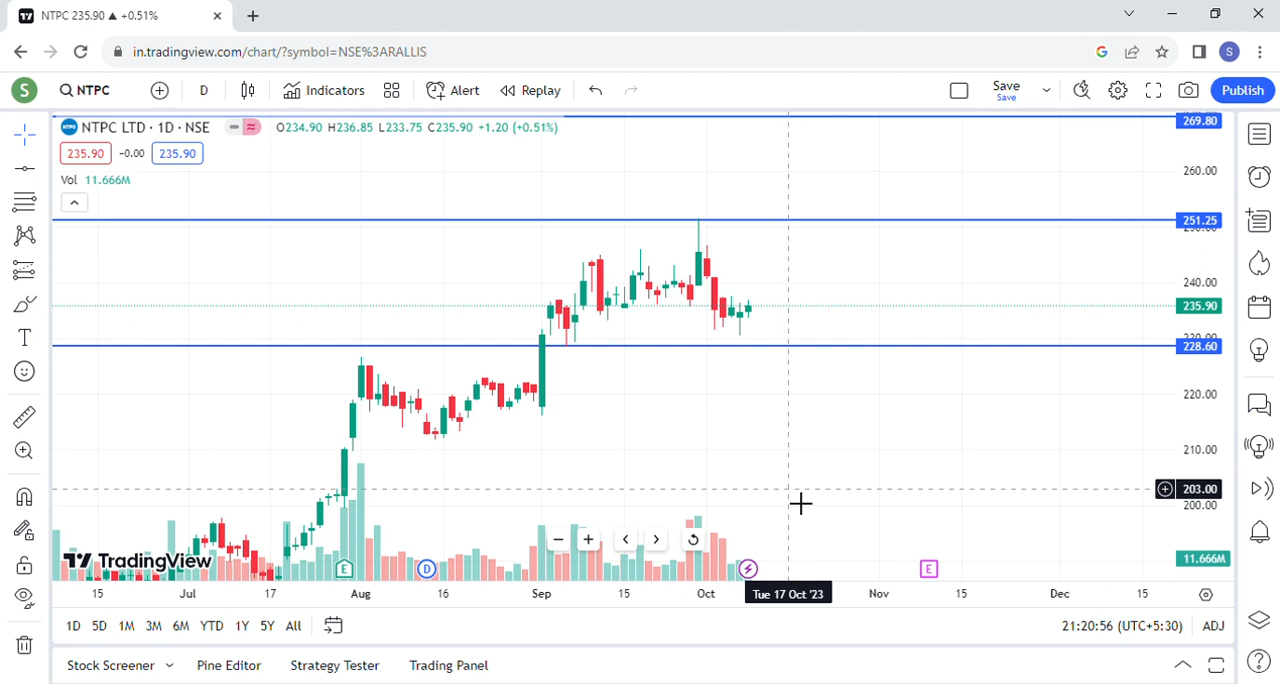 NTPC 235.90 ▲ +0.51%
in.tradingview.com/chart/?symbol=NSE%3ARALLIS
S
S NTPC D Indicators Alert Replay Save Publish
Save
269.80
NTPC LTD · 1D · NSE O234.90 H236.85 L233.75 C235.90 +1.20 (+0.51%)
235.90 -0.00 235.90
Vol 11.666M
260.00
251.25
240.00
235.90
228.60
220.00
210.00
203.00
200.00
11.666M
TradingView
E D E
15 Jul 17 Aug 16 Sep 15 Oct Tue 17 Oct '23 Nov 15 Dec 15
1D 5D 1M 3M 6M YTD 1Y 5Y All 21:20:56 (UTC+5:30) ADJ
Stock Screener Pine Editor Strategy Tester Trading Panel